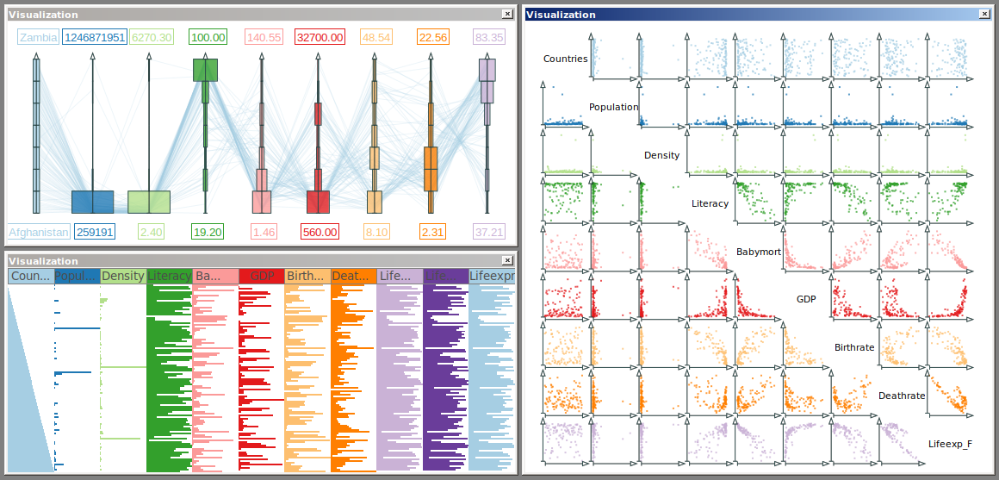 Visualization
Zambia 1246871951 6270.30 100.00 140.55 32700.00 48.54 22.56 83.35
Afghanistan 259191 2.40 19.20 1.46 560.00 8.10 2.31 37.21
Visualization
Coun... Popul... Density Literacy Ba... GDP Birth... Deat... Life... Life... Lifeexpr
Visualization
Countries
Population
Density
Literacy
Babymort
GDP
Birthrate
Deathrate
Lifeexp_F